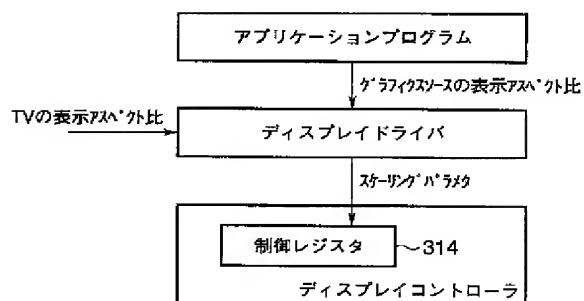 アプリケーションプログラム
グラフィクスソースの表示アスペクト比
TVの表示アスペクト比
ディスプレイドライバ
スケーリングパラメタ
制御レジスタ
314
ディスプレイコントローラ